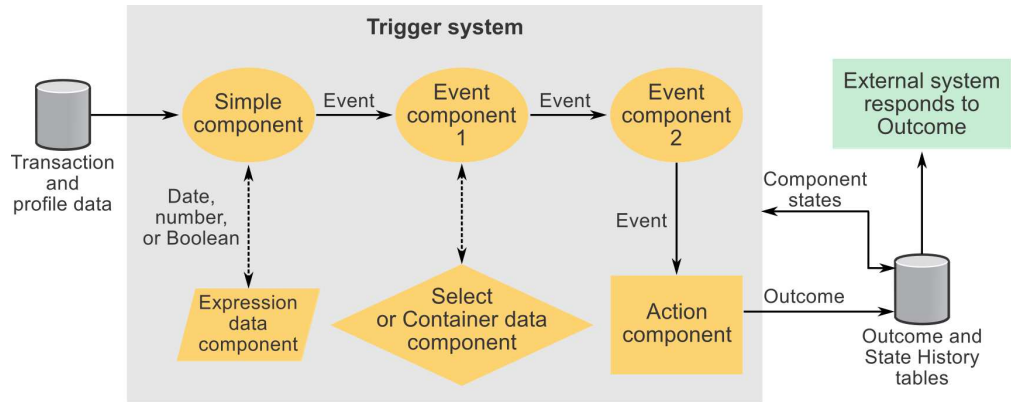 Trigger system
Transaction
and
profile data
Simple
component
Event
Event
component
1
Event
Event
component
2
External system
responds to
Outcome
Date,
number,
or Boolean
Event
Component
states
Expression
data
component
Select
or Container data
component
Action
component
Outcome
Outcome and
State History
tables